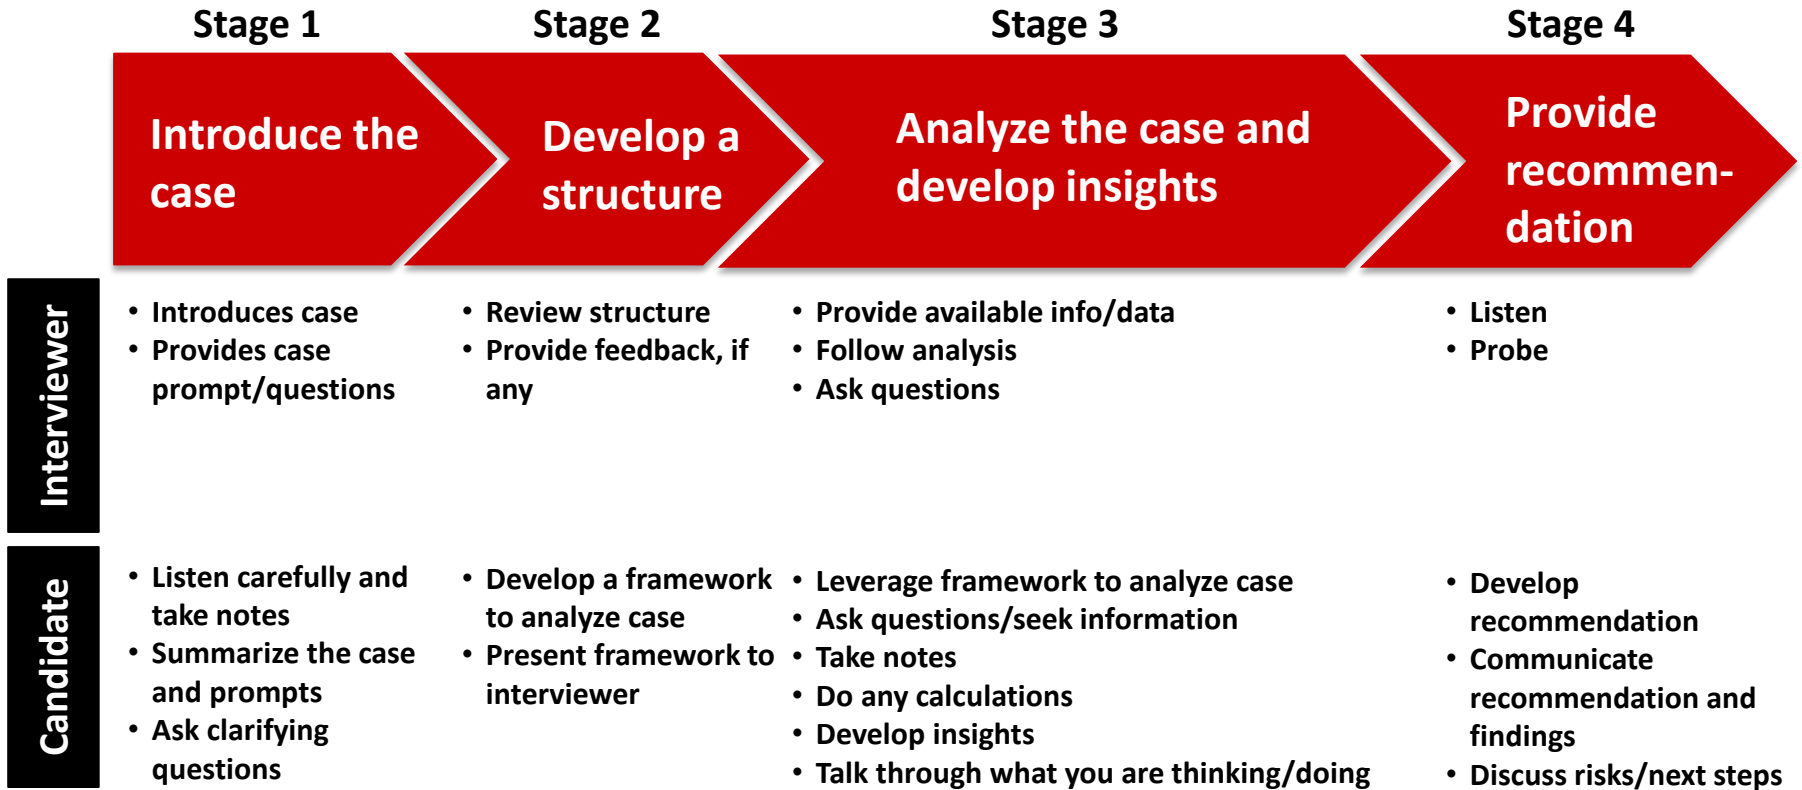 Stage 1
Stage 2
Stage 3
Stage 4
Introduce the
case
Develop a
structure
Analyze the case and
develop insights
Provide
recommen-
dation
Interviewer
• Introduces case
• Provides case
prompt/questions
• Review structure
• Provide feedback, if
any
• Provide available info/data
• Follow analysis
• Ask questions
• Listen
• Probe
Candidate
• Listen carefully and
take notes
• Summarize the case
and prompts
• Ask clarifying
questions
• Develop a framework
to analyze case
• Present framework to
interviewer
• Leverage framework to analyze case
• Ask questions/seek information
• Take notes
• Do any calculations
• Develop insights
• Talk through what you are thinking/doing
• Develop
recommendation
• Communicate
recommendation and
findings
• Discuss risks/next steps